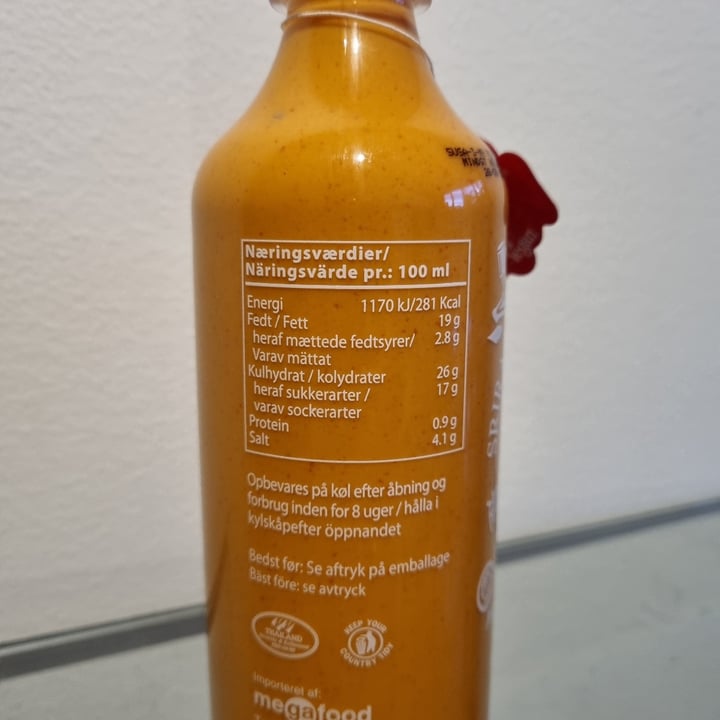 MINDST
Næringsværdier/
Näringsvärde pr.: 100 ml
Energi 1170 kJ/281 Kcal
Fedt / Fett 19 g
heraf mættede fedtsyrer/ 2.8 g
Varav mättat
Kulhydrat / kolydrater 26 g
heraf sukkerarter / 17 g
varav sockerarter
Protein 0.9 g
Salt 4.1 g
Opbevares på køl efter åbning og
forbrug inden for 8 uger / hålla i
kylskåpefter öppnandet
Bedst før: Se aftryk på emballage
Bäst före: se avtryck
THAILAND
KEEP YOUR
COUNTRY TIDY
Importeret af:
megafood
SRIR